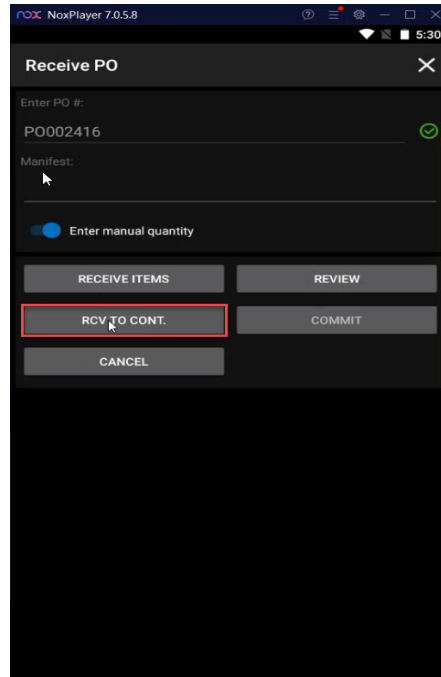 nox NoxPlayer 7.0.5.8
5:30
Receive PO
Enter PO #:
PO002416
Manifest:
Enter manual quantity
RECEIVE ITEMS REVIEW
RCV TO CONT. COMMIT
CANCEL